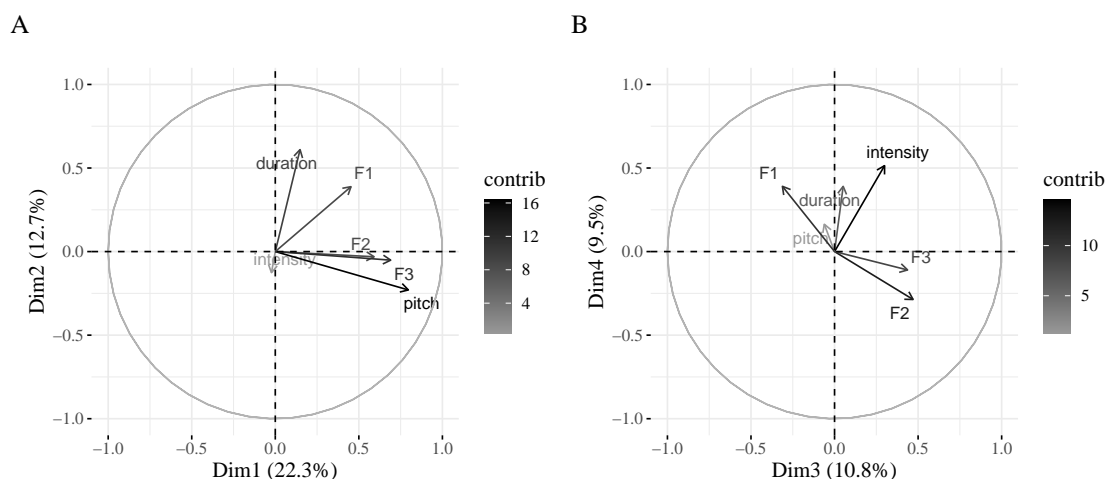 A
1.0
0.5
0.0
−0.5
−1.0
−1.0
−0.5
0.0
0.5
1.0
Dim2 (12.7%)
Dim1 (22.3%)
duration
F1
F2
intensity
F3
pitch
contrib
16
12
8
4
B
1.0
0.5
0.0
−0.5
−1.0
−1.0
−0.5
0.0
0.5
1.0
Dim4 (9.5%)
Dim3 (10.8%)
intensity
F1
duration
pitch
F3
F2
contrib
10
5